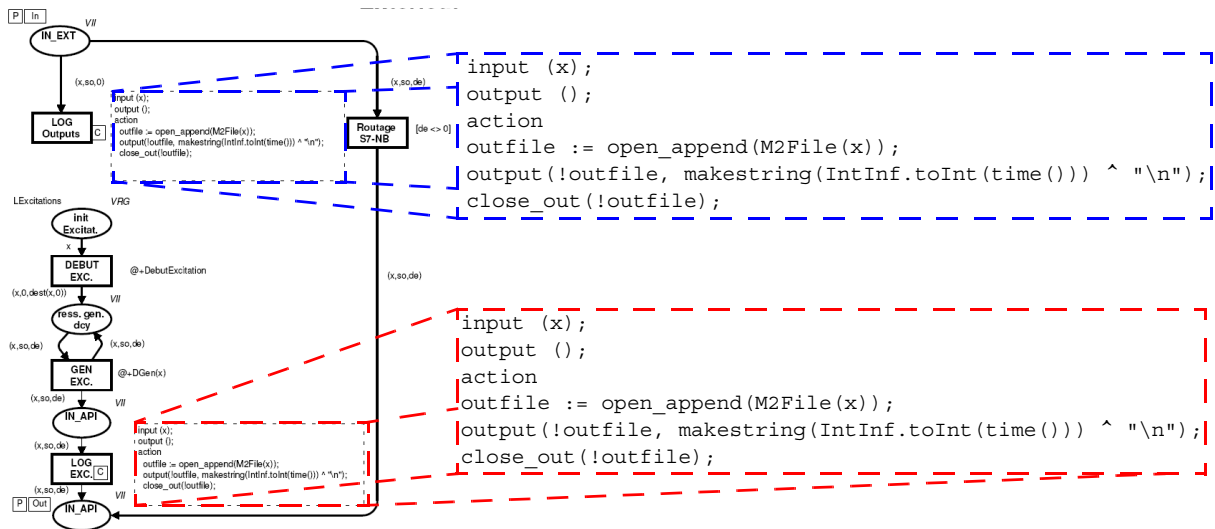 P In
VII
IN_EXT
(x,so,0)
(x,so,de)
LOG
Outputs
C
input (x);
output ();
action
outfile := open_append(M2File(x));
output(!outfile, makestring(IntInf.toInt(time())) ^ "\n");
close_out(!outfile);
Routage
S7-NB
[de <> 0]
input (x);
output ();
action
outfile := open_append(M2File(x));
output(!outfile, makestring(IntInf.toInt(time())) ^ "\n");
close_out(!outfile);
LExcitations
VRG
init
Excitat.
x
DEBUT
EXC.
@+DebutExcitation
(x,so,de)
(x,0,dest(x,0))
VII
ress. gen.
dcy
(x,so,de)
(x,so,de)
GEN
EXC.
@+DGen(x)
(x,so,de)
VII
IN_API
(x,so,de)
LOG
EXC.
C
input (x);
output ();
action
outfile := open_append(M2File(x));
output(!outfile, makestring(IntInf.toInt(time())) ^ "\n");
close_out(!outfile);
(x,so,de)
VII
P Out
IN_API
input (x);
output ();
action
outfile := open_append(M2File(x));
output(!outfile, makestring(IntInf.toInt(time())) ^ "\n");
close_out(!outfile);